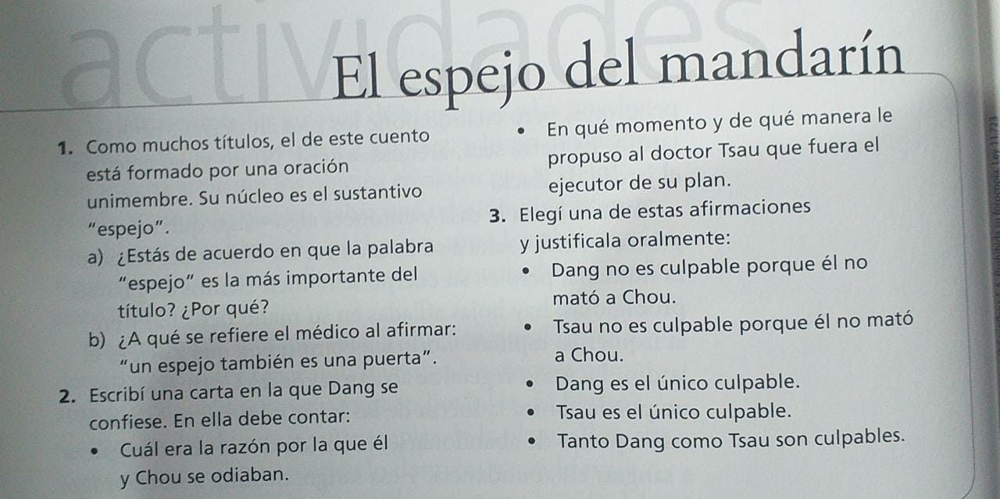 actividades
El espejo del mandarín
1. Como muchos títulos, el de este cuento
está formado por una oración
unimembre. Su núcleo es el sustantivo
“espejo”.
a) ¿Estás de acuerdo en que la palabra
“espejo” es la más importante del
título? ¿Por qué?
b) ¿A qué se refiere el médico al afirmar:
“un espejo también es una puerta”.
2. Escribí una carta en la que Dang se
confiese. En ella debe contar:
• Cuál era la razón por la que él
y Chou se odiaban.
• En qué momento y de qué manera le
propuso al doctor Tsau que fuera el
ejecutor de su plan.
3. Elegí una de estas afirmaciones
y justificala oralmente:
• Dang no es culpable porque él no
mató a Chou.
• Tsau no es culpable porque él no mató
a Chou.
• Dang es el único culpable.
• Tsau es el único culpable.
• Tanto Dang como Tsau son culpables.
Ley 11.723